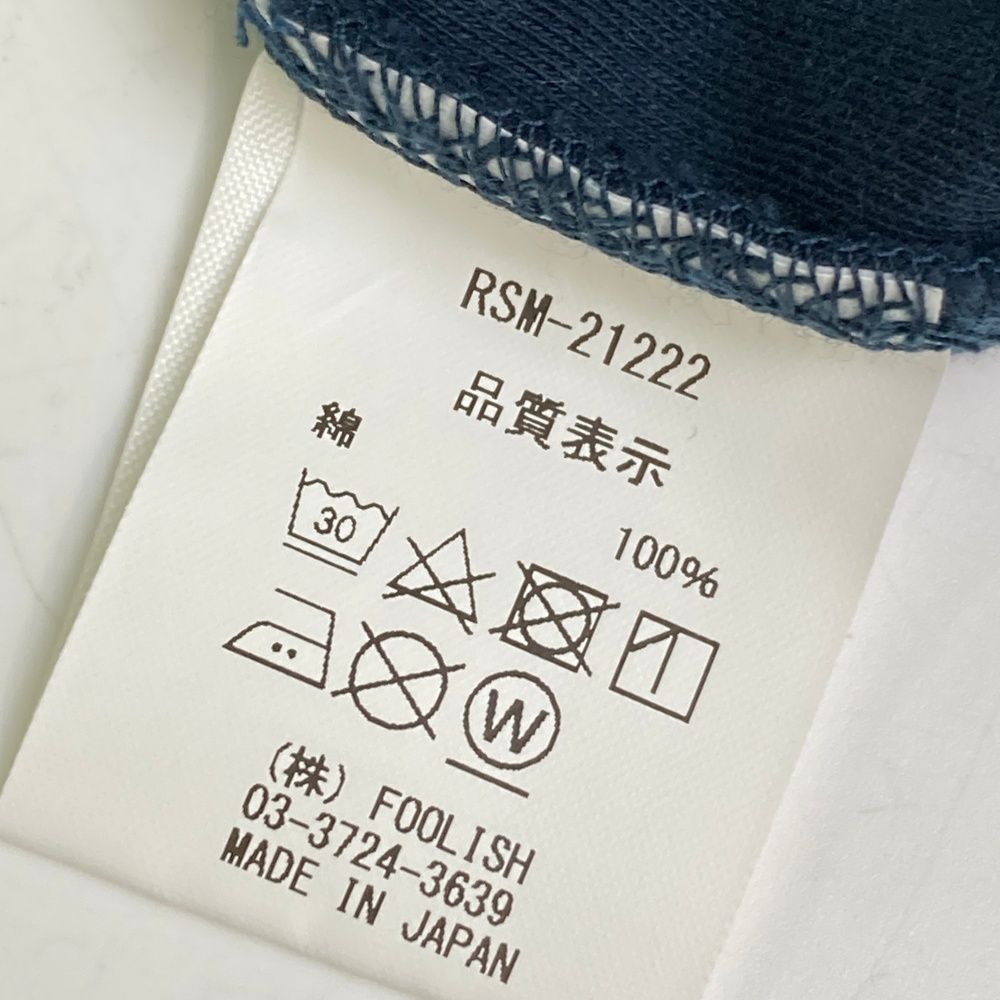 RSM-21222
品質表示
綿 100%
30
W
(株) FOOLISH
03-3724-3639
MADE IN JAPAN